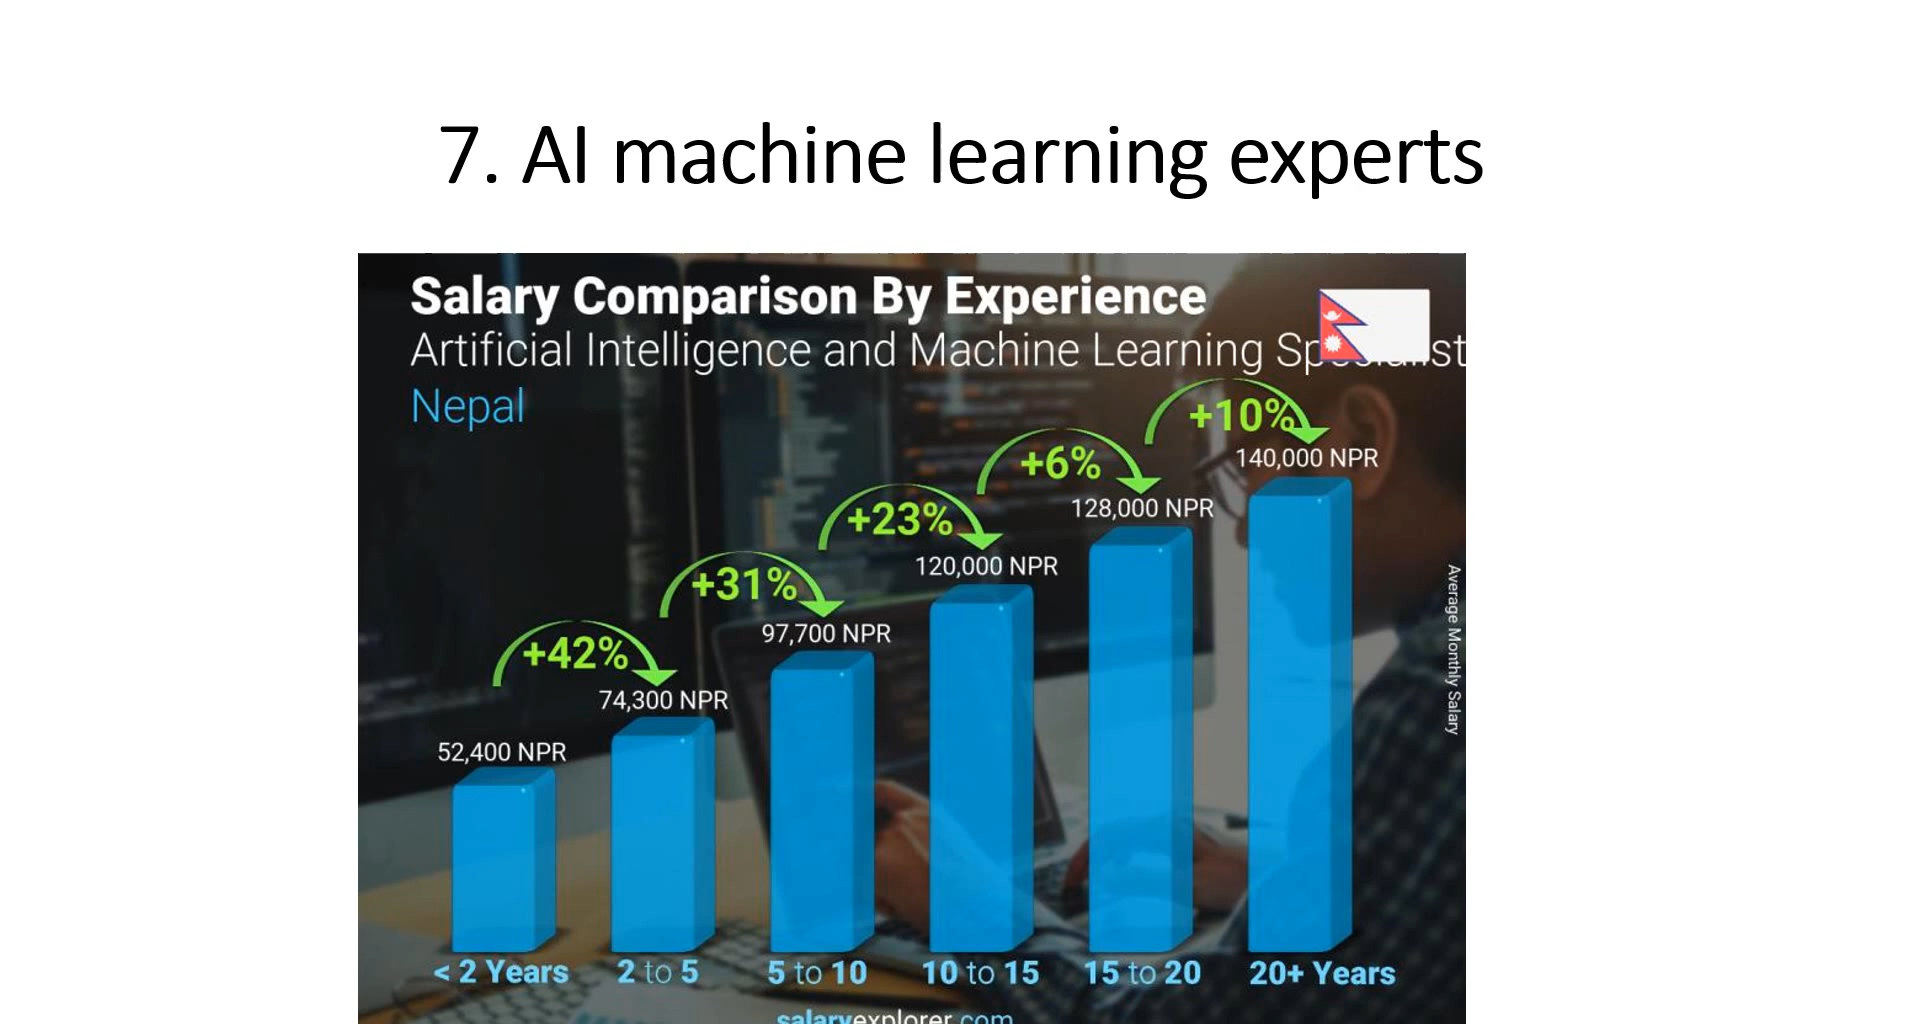 7. AI machine learning experts
Salary Comparison By Experience
Artificial Intelligence and Machine Learning Specialist
Nepal
+10%
140,000 NPR
+6%
128,000 NPR
+23%
120,000 NPR
+31%
97,700 NPR
+42%
74,300 NPR
52,400 NPR
Average Monthly Salary
< 2 Years 2 to 5 5 to 10 10 to 15 15 to 20 20+ Years
salaryexplorer.com